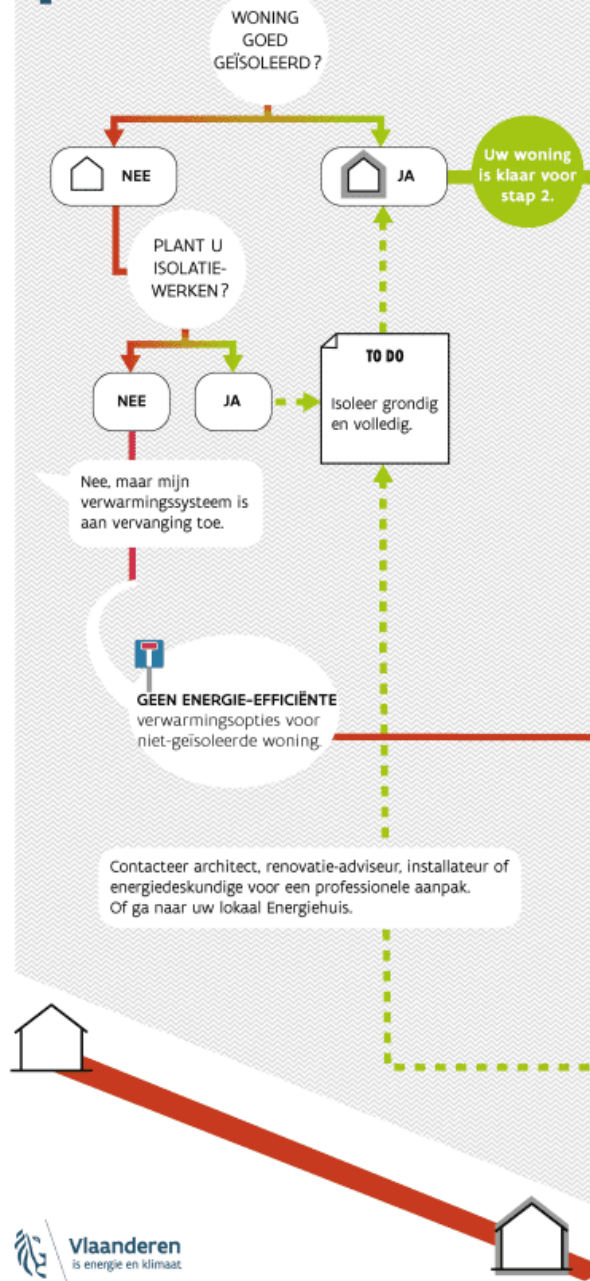 WONING
GOED
GEÏSOLEERD?
NEE
JA
Uw woning
is klaar voor
stap 2.
PLANT U
ISOLATIE-
WERKEN?
NEE
JA
TO DO
Isoleer grondig
en volledig.
Nee, maar mijn
verwarmingssysteem is
aan vervanging toe.
GEEN ENERGIE-EFFICIËNTE
verwarmingsopties voor
niet-geïsoleerde woning.
Contacteer architect, renovatie-adviseur, installateur of
energiedeskundige voor een professionele aanpak.
Of ga naar uw lokaal Energiehuis.
Vlaanderen
is energie en klimaat